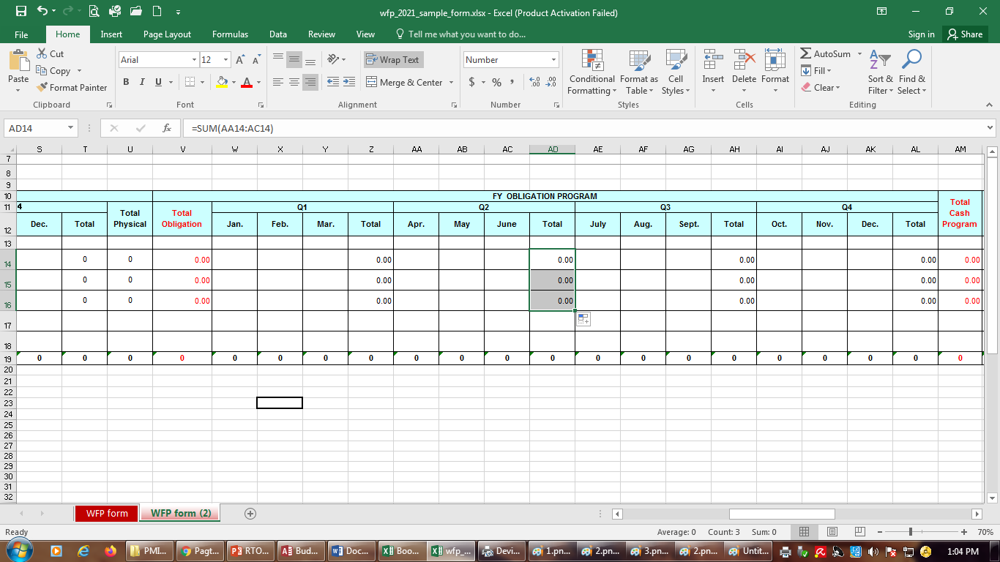 wfp_2021_sample_form.xlsx - Excel (Product Activation Failed)
File Home Insert Page Layout Formulas Data Review View Tell me what you want to do... Sign in Share
Paste Cut Copy Format Painter
Clipboard
Arial 12
B I U
Font
Wrap Text
Merge & Center
Alignment
Number
$ % ,
Number
Conditional Formatting Format as Table Cell Styles
Styles
Insert Delete Format
Cells
AutoSum Fill Clear
Sort & Filter Find & Select
Editing
AD14 fx =SUM(AA14:AC14)
S T U V W X Y Z AA AB AC AD AE AF AG AH AI AJ AK AL AM
7
8
9
10 FY OBLIGATION PROGRAM
11 4 Total Physical Total Obligation Q1 Q2 Q3 Q4 Total Cash Program
12 Dec. Total Jan. Feb. Mar. Total Apr. May June Total July Aug. Sept. Total Oct. Nov. Dec. Total
13
14 0 0 0.00 0.00 0.00 0.00 0.00 0.00
15 0 0 0.00 0.00 0.00 0.00 0.00 0.00
16 0 0 0.00 0.00 0.00 0.00 0.00 0.00
17
18
19 0 0 0 0 0 0 0 0 0 0 0 0 0 0 0 0 0 0 0 0 0
20
21
22
23
24
25
26
27
28
29
30
31
32
WFP form WFP form (2)
Ready Average: 0 Count: 3 Sum: 0 70%
PMI... Pagt... RTO... Bud... Doc... Boo... wfp_... Devi... 1.pn... 2.pn... 3.pn... 2.pn... Untit... 1:04 PM